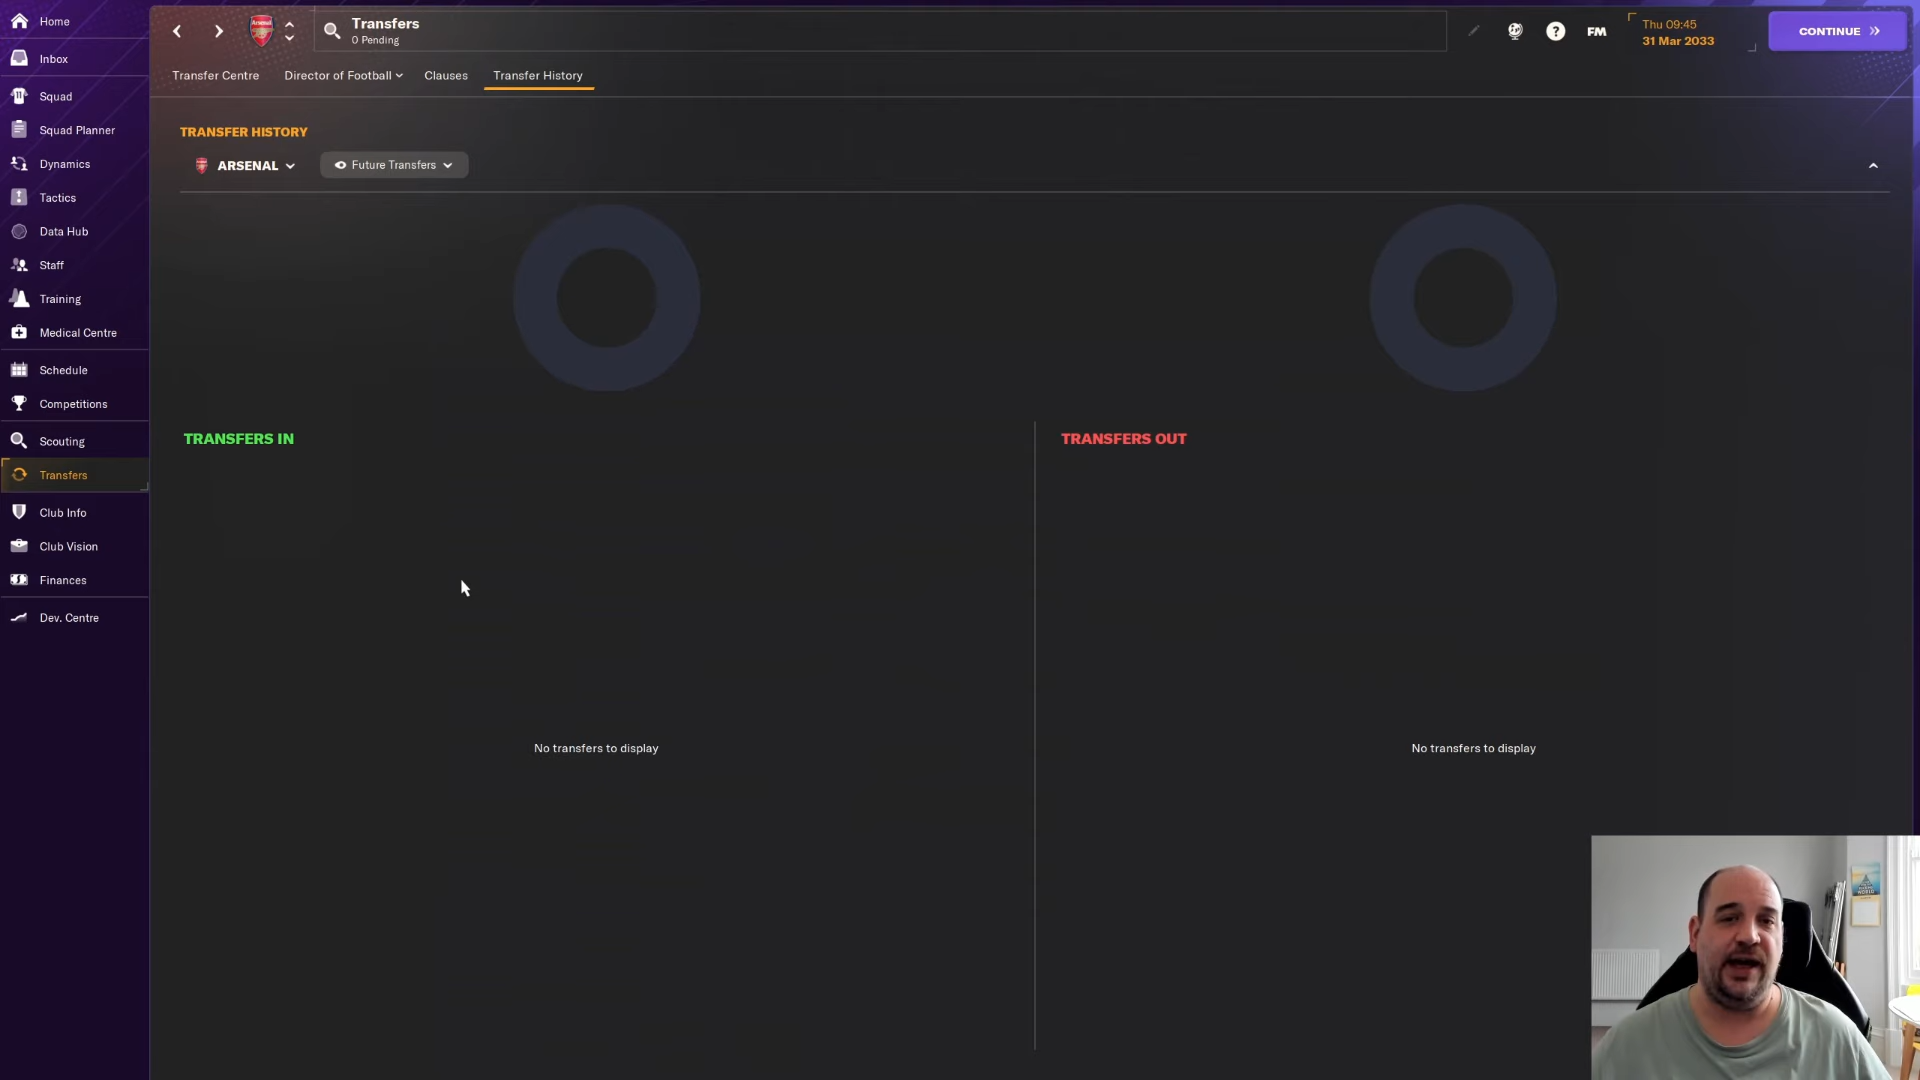 Home
Inbox
Squad
Squad Planner
Dynamics
Tactics
Data Hub
Staff
Training
Medical Centre
Schedule
Competitions
Scouting
Transfers
Club Info
Club Vision
Finances
Dev. Centre
Transfers
0 Pending
FM
Thu 09:45
31 Mar 2033
CONTINUE
Transfer Centre
Director of Football
Clauses
Transfer History
TRANSFER HISTORY
ARSENAL
Future Transfers
TRANSFERS IN
No transfers to display
TRANSFERS OUT
No transfers to display